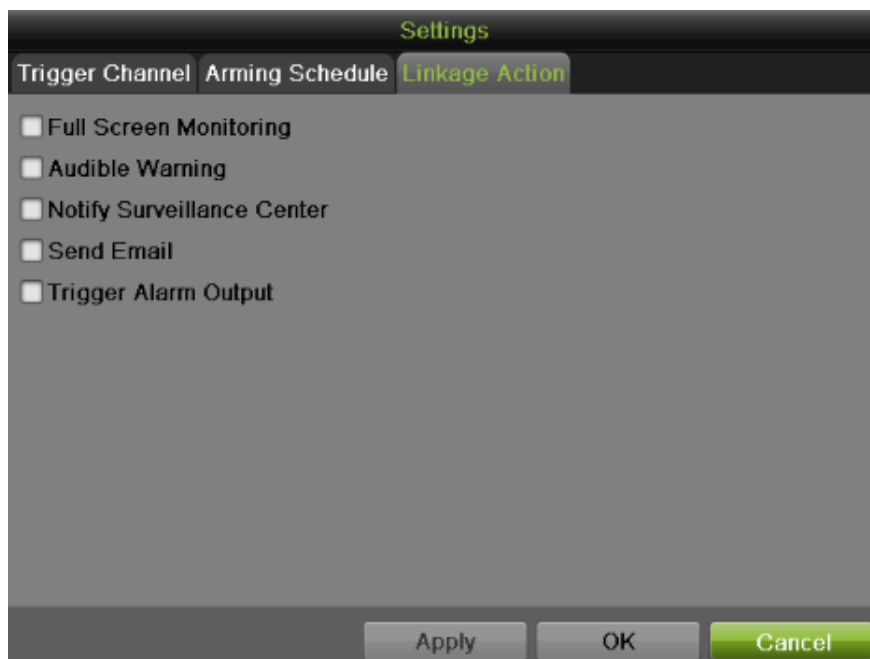 Settings
Trigger Channel Arming Schedule Linkage Action
Full Screen Monitoring
Audible Warning
Notify Surveillance Center
Send Email
Trigger Alarm Output
Apply OK Cancel